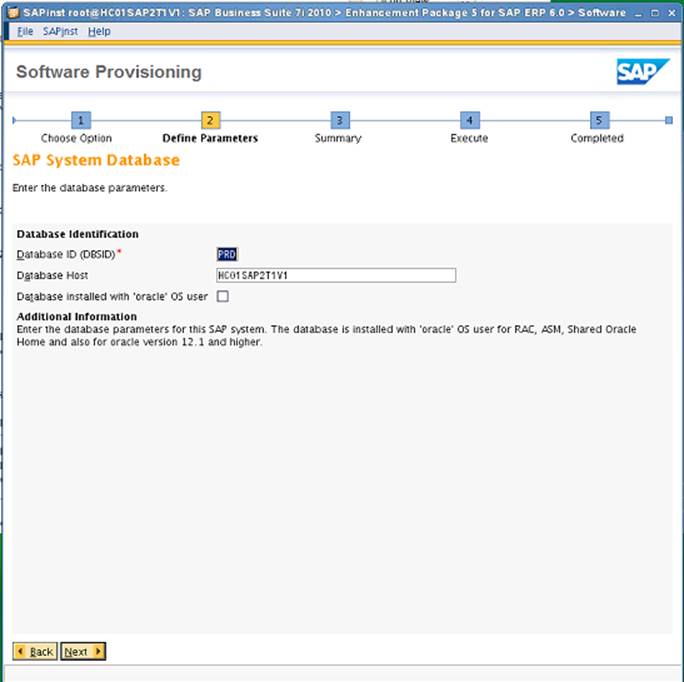 SAPinst root@HC01SAP2T1V1: SAP Business Suite 7i 2010 > Enhancement Package 5 for SAP ERP 6.0 > Software
File SAPinst Help
Software Provisioning
SAP
1 2 3 4 5
Choose Option Define Parameters Summary Execute Completed
SAP System Database
Enter the database parameters.
Database Identification
Database ID (DBSID)* PRD
Database Host HC01SAP2T1V1
Database installed with 'oracle' OS user
Additional Information
Enter the database parameters for this SAP system. The database is installed with 'oracle' OS user for RAC, ASM, Shared Oracle
Home and also for oracle version 12.1 and higher.
Back Next